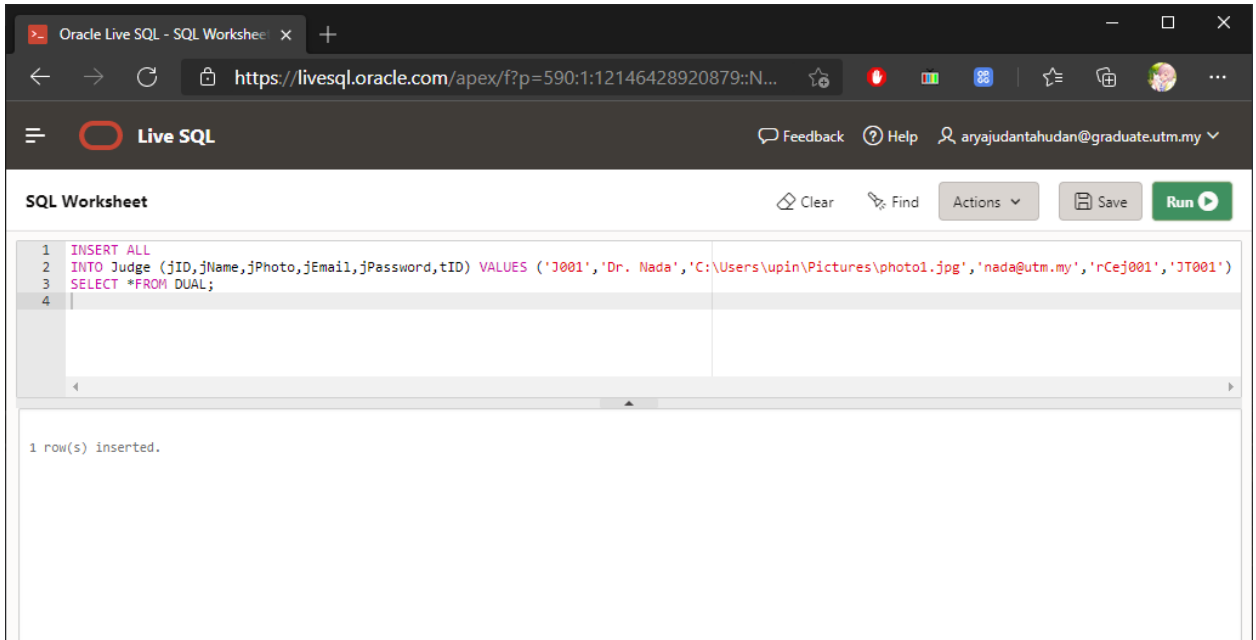 Oracle Live SQL - SQL Workshee
https://livesql.oracle.com/apex/f?p=590:1:12146428920879::N...
Live SQL
Feedback
Help
aryajudantahudan@graduate.utm.my
SQL Worksheet
Clear
Find
Actions
Save
Run
1 INSERT ALL
2 INTO Judge (jID,jName,jPhoto,jEmail,jPassword,tID) VALUES ('J001','Dr. Nada','C:\Users\upin\Pictures\photo1.jpg','nada@utm.my','rCej001','JT001')
3 SELECT *FROM DUAL;
4
1 row(s) inserted.